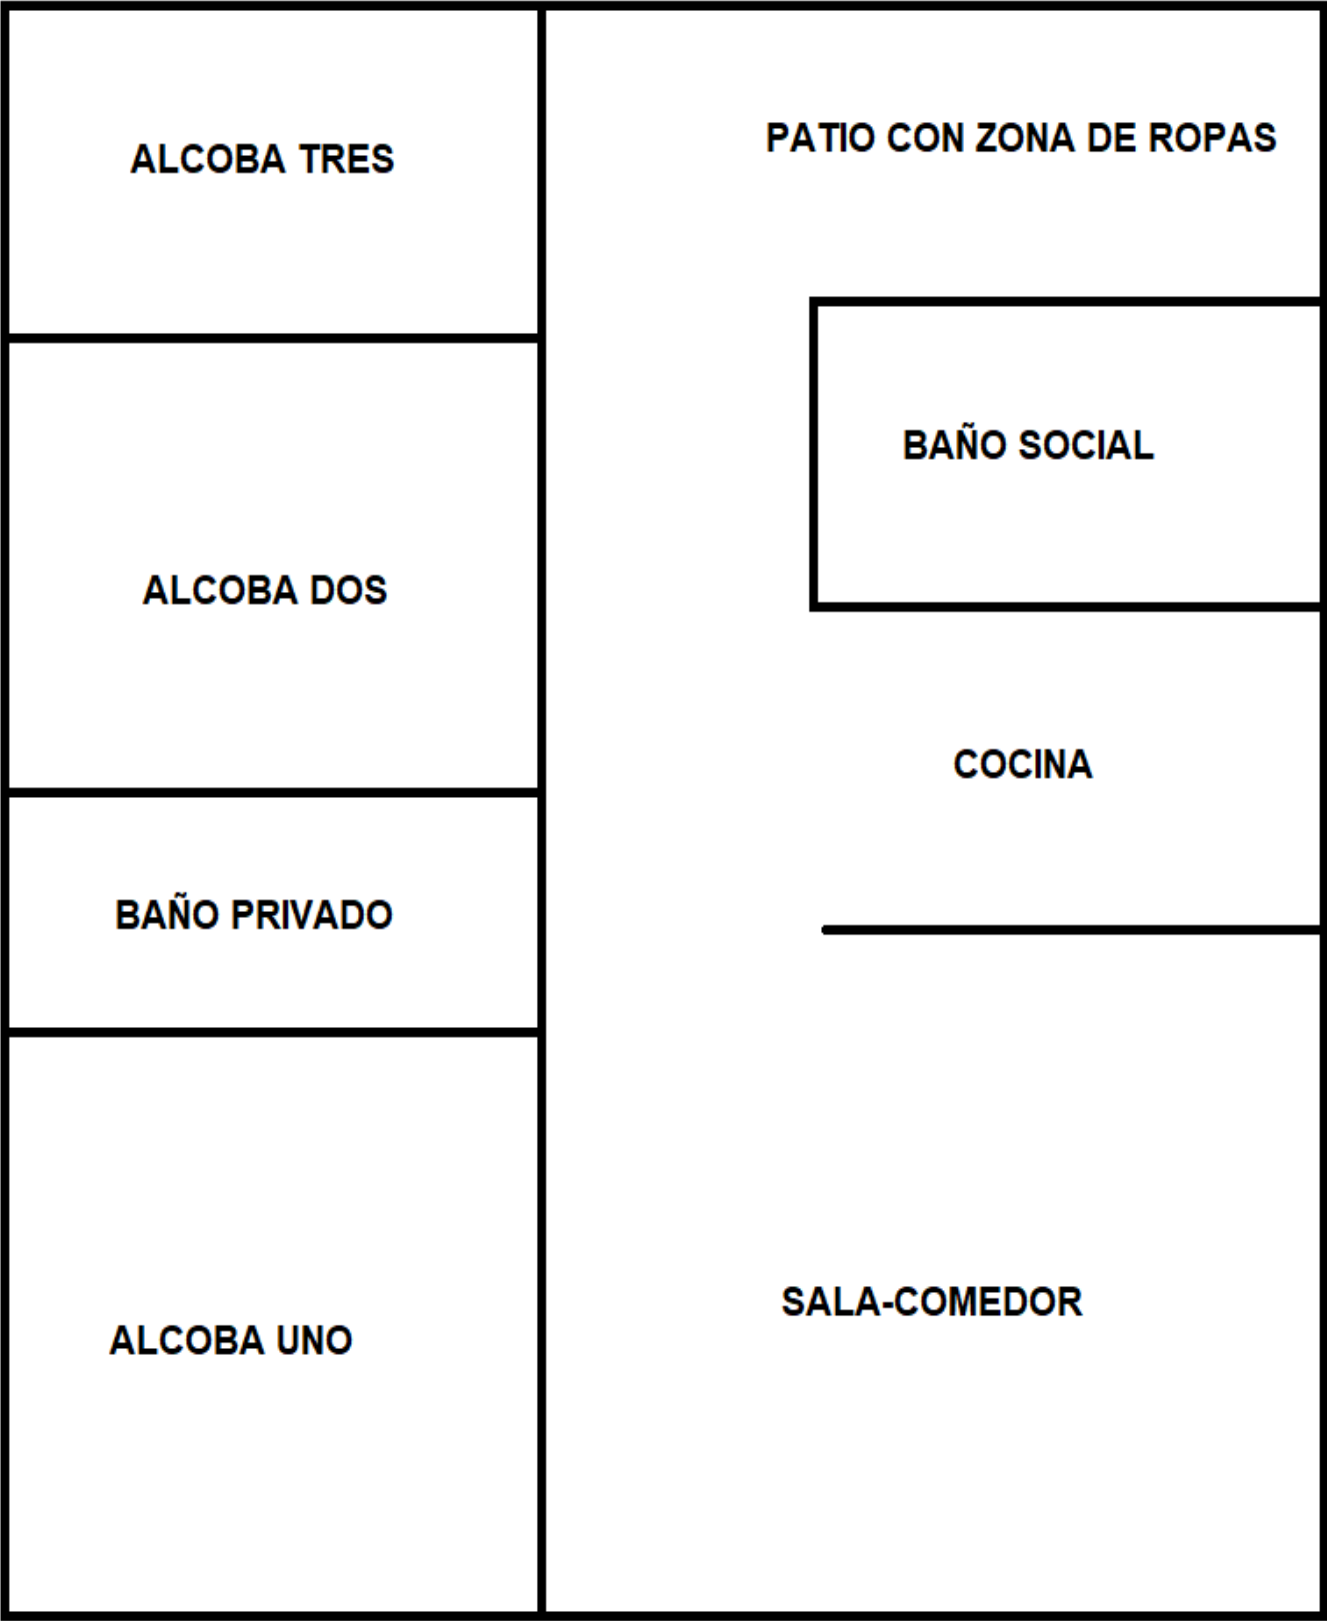 ALCOBA TRES
PATIO CON ZONA DE ROPAS
BAÑO SOCIAL
ALCOBA DOS
COCINA
BAÑO PRIVADO
SALA-COMEDOR
ALCOBA UNO